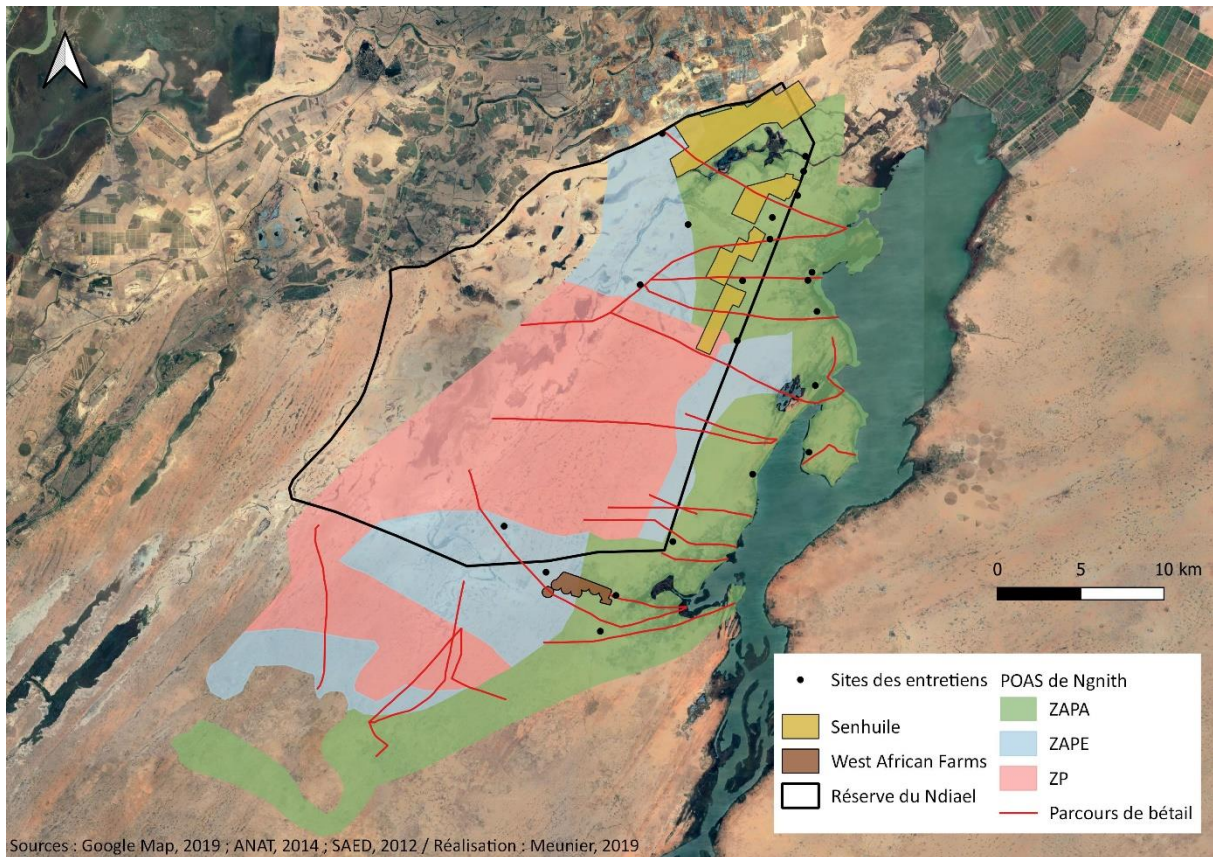 0 5 10 km
Sites des entretiens
Senhuile
West African Farms
Réserve du Ndiael
POAS de Ngnith
ZAPA
ZAPE
ZP
Parcours de bétail
Sources : Google Map, 2019 ; ANAT, 2014 ; SAED, 2012 / Réalisation : Meunier, 2019